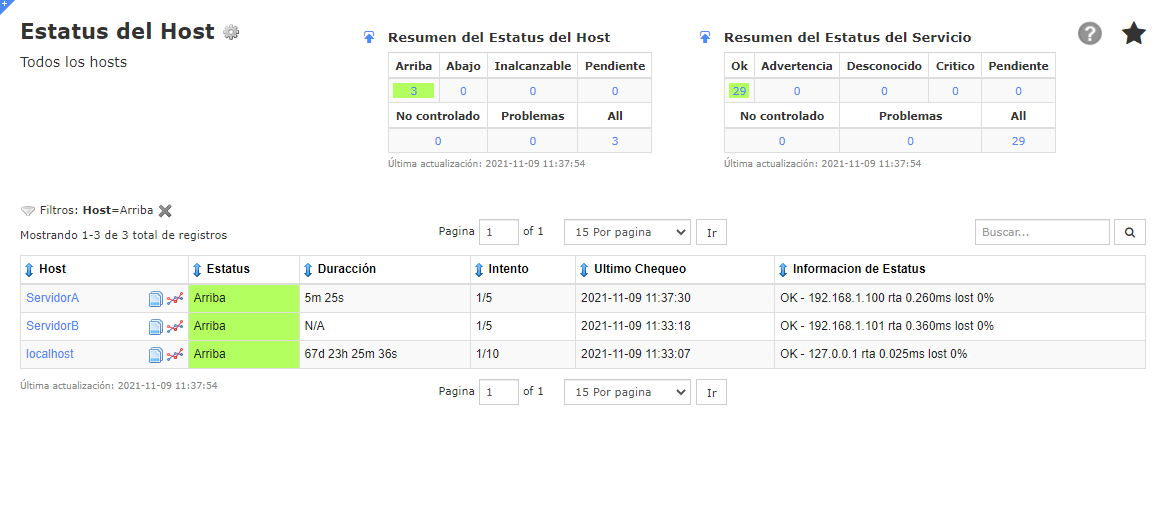 Estatus del Host
Todos los hosts
Resumen del Estatus del Host
Arriba Abajo Inalcanzable Pendiente
3 0 0 0
No controlado Problemas All
0 0 3
Última actualización: 2021-11-09 11:37:54
Resumen del Estatus del Servicio
Ok Advertencia Desconocido Critico Pendiente
29 0 0 0 0
No controlado Problemas All
0 0 29
Última actualización: 2021-11-09 11:37:54
Filtros: Host=Arriba
Mostrando 1-3 de 3 total de registros
Pagina 1 of 1 15 Por pagina Ir
Buscar...
Host Estatus Duracción Intento Ultimo Chequeo Informacion de Estatus
ServidorA Arriba 5m 25s 1/5 2021-11-09 11:37:30 OK - 192.168.1.100 rta 0.260ms lost 0%
ServidorB Arriba N/A 1/5 2021-11-09 11:33:18 OK - 192.168.1.101 rta 0.360ms lost 0%
localhost Arriba 67d 23h 25m 36s 1/10 2021-11-09 11:33:07 OK - 127.0.0.1 rta 0.025ms lost 0%
Última actualización: 2021-11-09 11:37:54
Pagina 1 of 1 15 Por pagina Ir